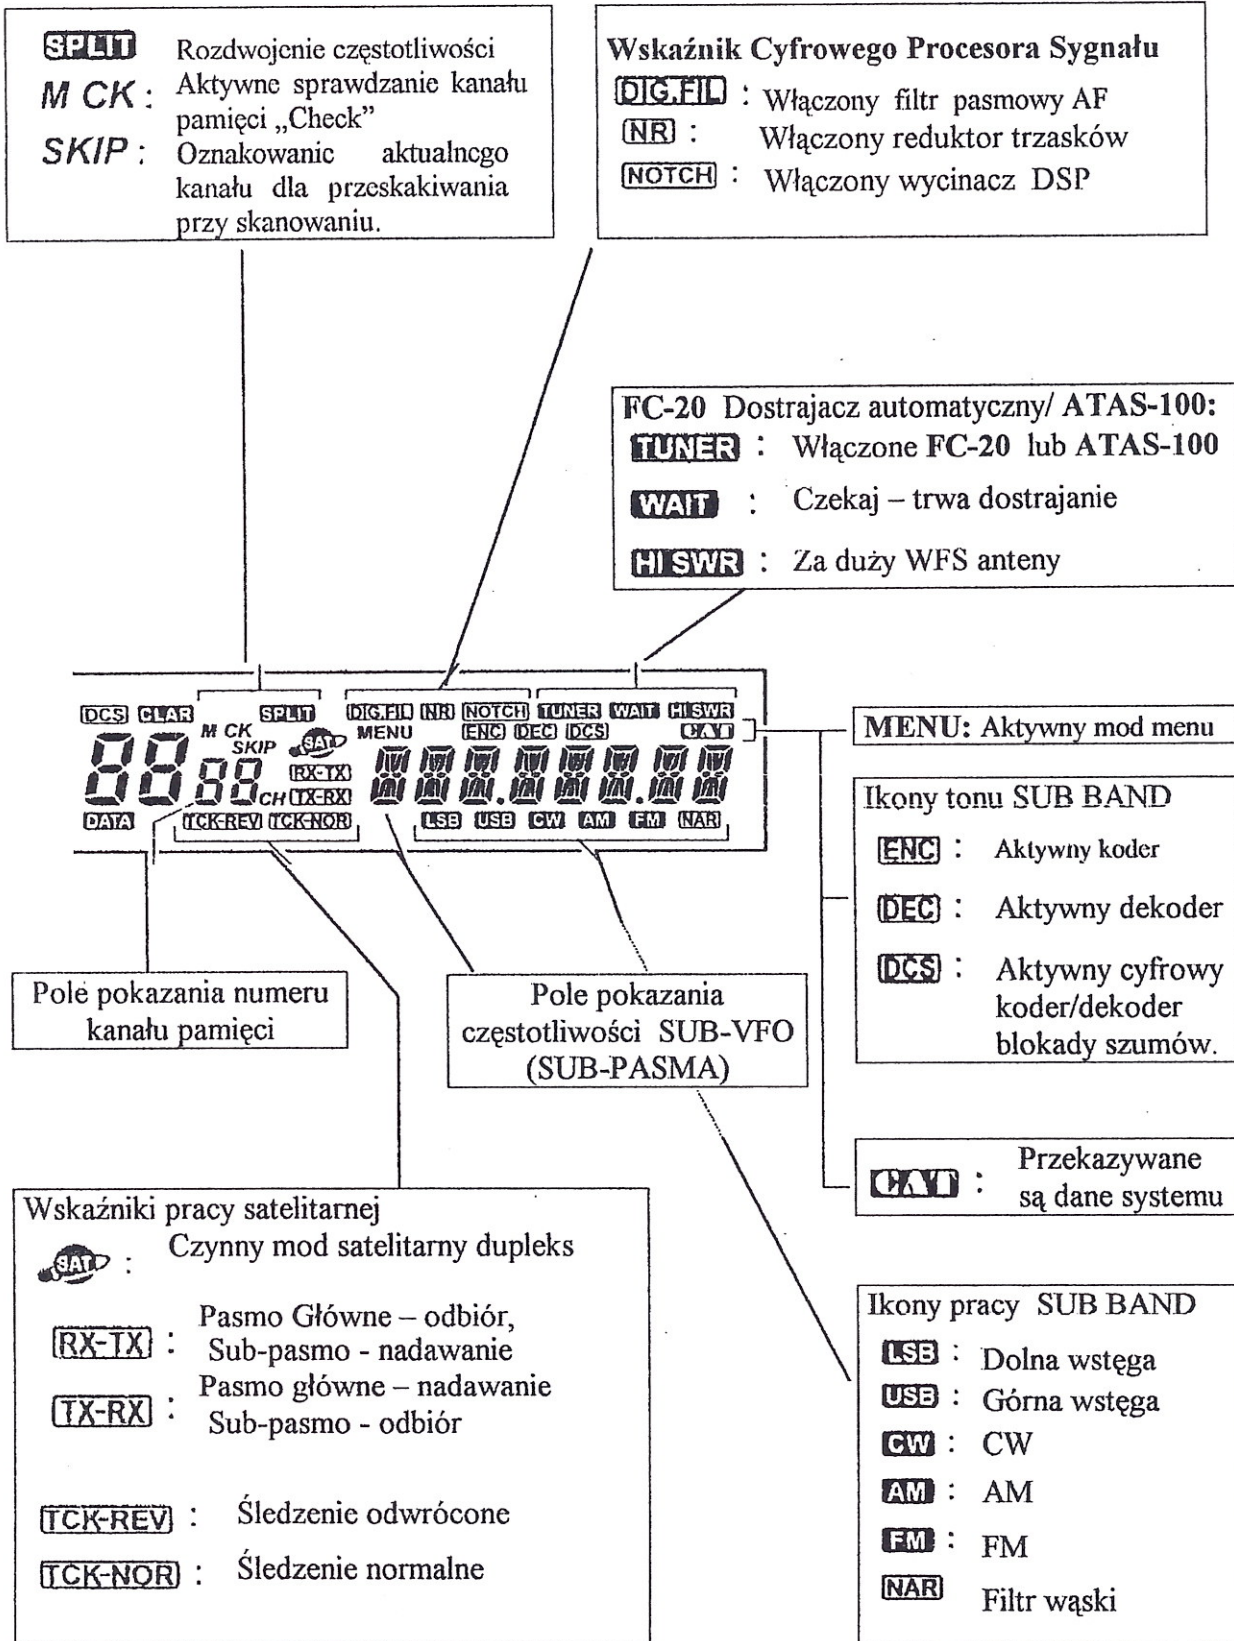 SPLIT Rozdwojenie częstotliwości
M CK : Aktywne sprawdzanie kanału
pamięci „Check”
SKIP : Oznakowanie aktualnego
kanału dla przeskakiwania
przy skanowaniu.
Wskaźnik Cyfrowego Procesora Sygnału
DIG.FIL : Włączony filtr pasmowy AF
NR : Włączony reduktor trzasków
NOTCH : Włączony wycinacz DSP
FC-20 Dostrajacz automatyczny/ ATAS-100:
TUNER : Włączone FC-20 lub ATAS-100
WAIT : Czekaj – trwa dostrajanie
HI SWR : Za duży WFS anteny
DCS CLAR SPLIT DIG.FIL NR NOTCH TUNER WAIT HI SWR
M CK SAT MENU ENC DEC DCS CAT
SKIP
88 88 CH RX-TX
TX-RX
DATA TCK-REV TCK-NOR LSB USB CW AM FM NAR
MENU: Aktywny mod menu
Ikony tonu SUB BAND
ENC : Aktywny koder
DEC : Aktywny dekoder
DCS : Aktywny cyfrowy
koder/dekoder
blokady szumów.
Pole pokazania numeru
kanału pamięci
Pole pokazania
częstotliwości SUB-VFO
(SUB-PASMA)
CAT : Przekazywane
są dane systemu
Wskaźniki pracy satelitarnej
SAT : Czynny mod satelitarny dupleks
RX-TX : Pasmo Główne – odbiór,
Sub-pasmo - nadawanie
TX-RX : Pasmo główne – nadawanie
Sub-pasmo - odbiór
TCK-REV : Śledzenie odwrócone
TCK-NOR : Śledzenie normalne
Ikony pracy SUB BAND
LSB : Dolna wstęga
USB : Górna wstęga
CW : CW
AM : AM
FM : FM
NAR Filtr wąski